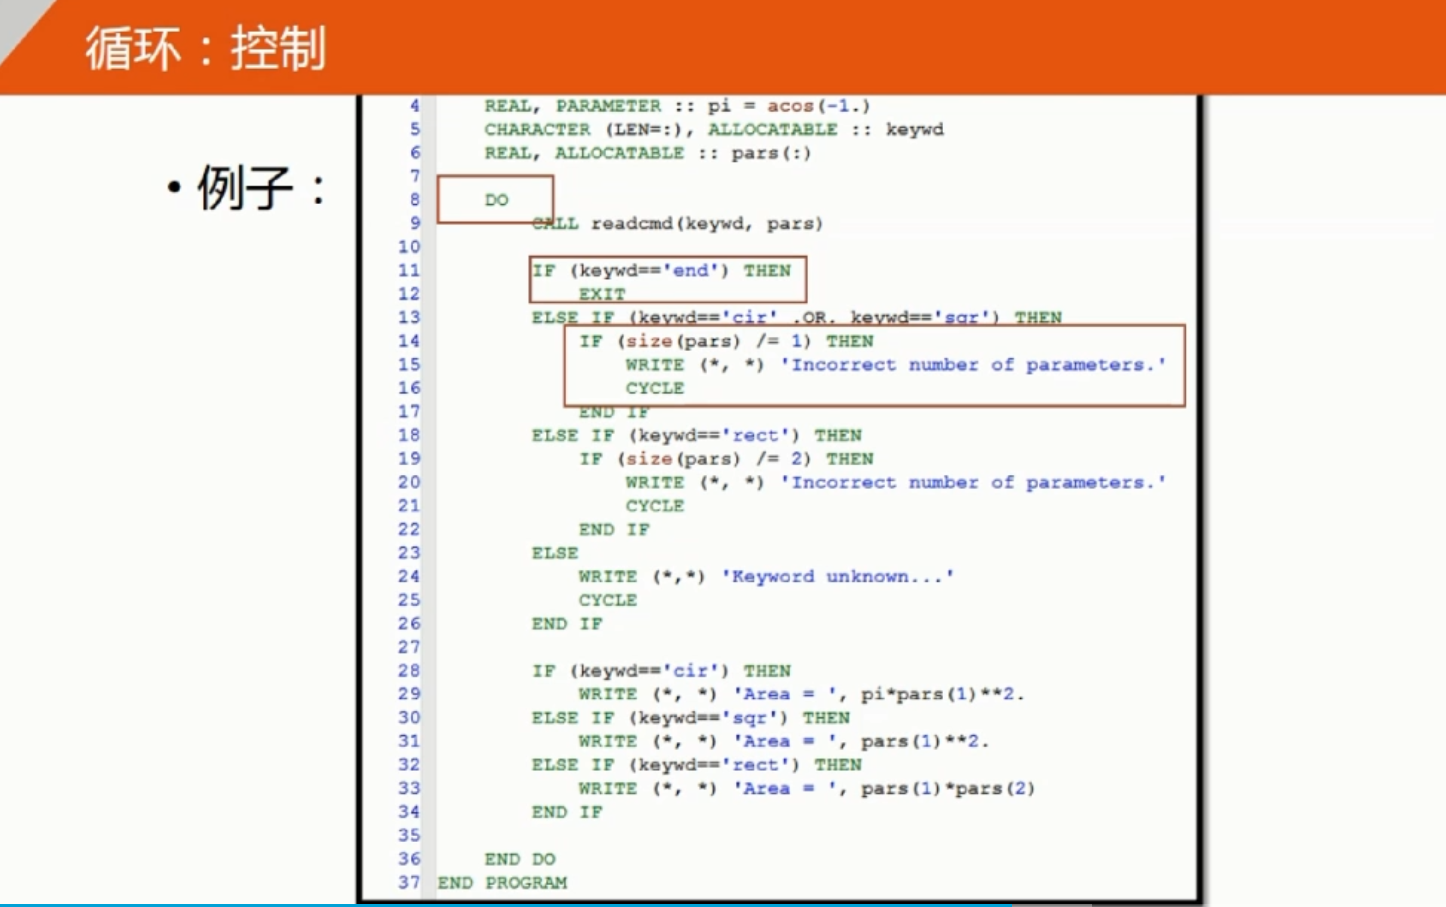 循环：控制
• 例子：
4 REAL, PARAMETER :: pi = acos(-1.)
5 CHARACTER (LEN=:), ALLOCATABLE :: keywd
6 REAL, ALLOCATABLE :: pars(:)
7
8 DO
9 CALL readcmd(keywd, pars)
10
11 IF (keywd=='end') THEN
12 EXIT
13 ELSE IF (keywd=='cir' .OR. keywd=='sqr') THEN
14 IF (size(pars) /= 1) THEN
15 WRITE (*, *) 'Incorrect number of parameters.'
16 CYCLE
17 END IF
18 ELSE IF (keywd=='rect') THEN
19 IF (size(pars) /= 2) THEN
20 WRITE (*, *) 'Incorrect number of parameters.'
21 CYCLE
22 END IF
23 ELSE
24 WRITE (*,*) 'Keyword unknown...'
25 CYCLE
26 END IF
27
28 IF (keywd=='cir') THEN
29 WRITE (*, *) 'Area = ', pi*pars(1)**2.
30 ELSE IF (keywd=='sqr') THEN
31 WRITE (*, *) 'Area = ', pars(1)**2.
32 ELSE IF (keywd=='rect') THEN
33 WRITE (*, *) 'Area = ', pars(1)*pars(2)
34 END IF
35
36 END DO
37 END PROGRAM